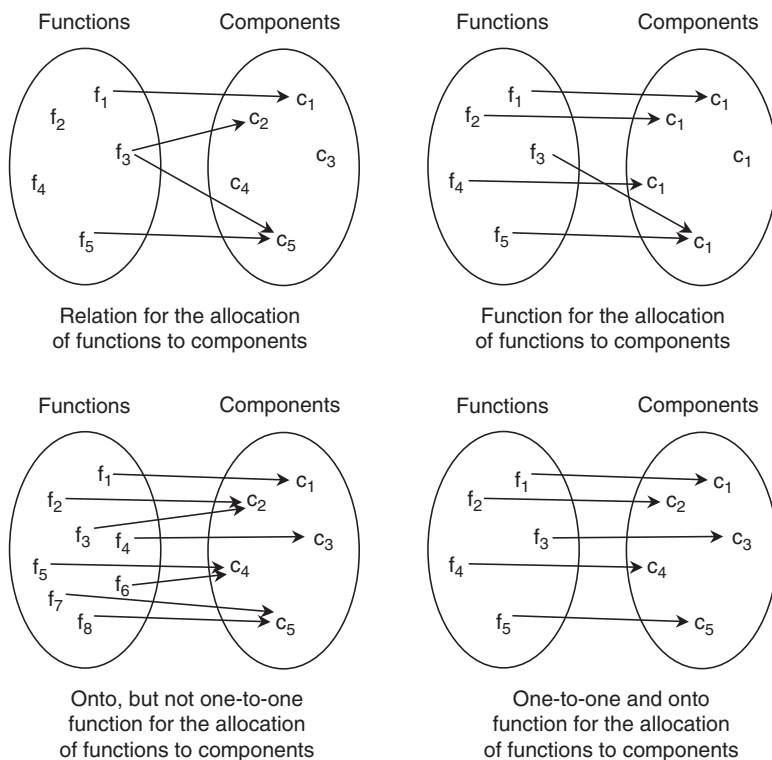 Functions Components
f₁ c₁
f₂ c₂
f₃ c₃
f₄ c₄
f₅ c₅
Relation for the allocation
of functions to components
Functions Components
f₁ c₁
f₂ c₁
f₃ c₁
f₄ c₁
f₅ c₁
Function for the allocation
of functions to components
Functions Components
f₁ c₁
f₂ c₂
f₃ f₄ c₃
f₅ c₄
f₆
f₇ c₅
f₈
Onto, but not one-to-one
function for the allocation
of functions to components
Functions Components
f₁ c₁
f₂ c₂
f₃ c₃
f₄ c₄
f₅ c₅
One-to-one and onto
function for the allocation
of functions to components